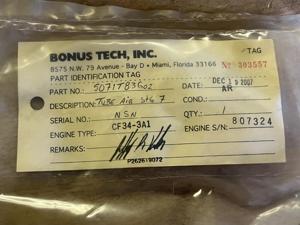 BONUS TECH, INC.
TAG
8575 N.W. 79 Avenue - Bay D • Miami, Florida 33166
No 303557
PART IDENTIFICATION TAG
DEC 19 2007
PART NO.: 5071T83G02
DATE: AR
DESCRIPTION: TUBE AIR STG 7
COND.:
S/N: NSN
QTY.: 1
ENGINE TYPE: CF34-3A1
ENGINE S/N: 807324
REMARKS:
P262619072